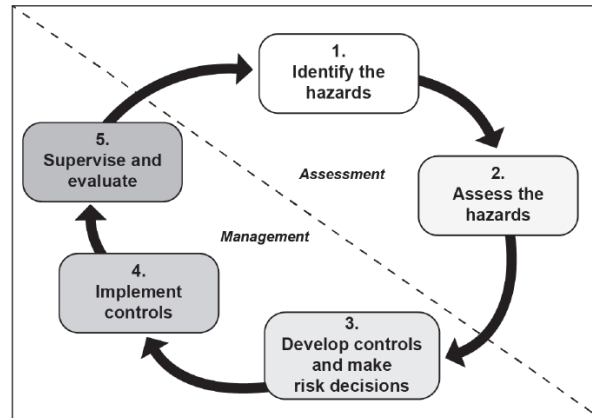 1.
Identify the
hazards
2.
Assess the
hazards
3.
Develop controls
and make
risk decisions
4.
Implement
controls
5.
Supervise and
evaluate
Assessment
Management